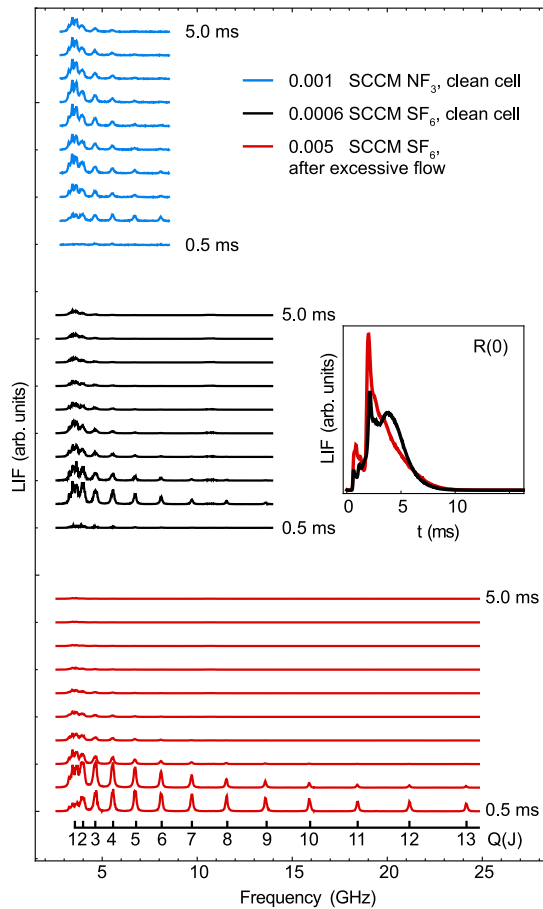 5.0 ms
0.001 SCCM NF₃, clean cell
0.0006 SCCM SF₆, clean cell
0.005 SCCM SF₆,
after excessive flow
0.5 ms
5.0 ms
R(0)
LIF (arb. units)
LIF (arb. units)
0 5 10
t (ms)
0.5 ms
5.0 ms
0.5 ms
1 2 3 4 5 6 7 8 9 10 11 12 13 Q(J)
5 10 15 20 25
Frequency (GHz)